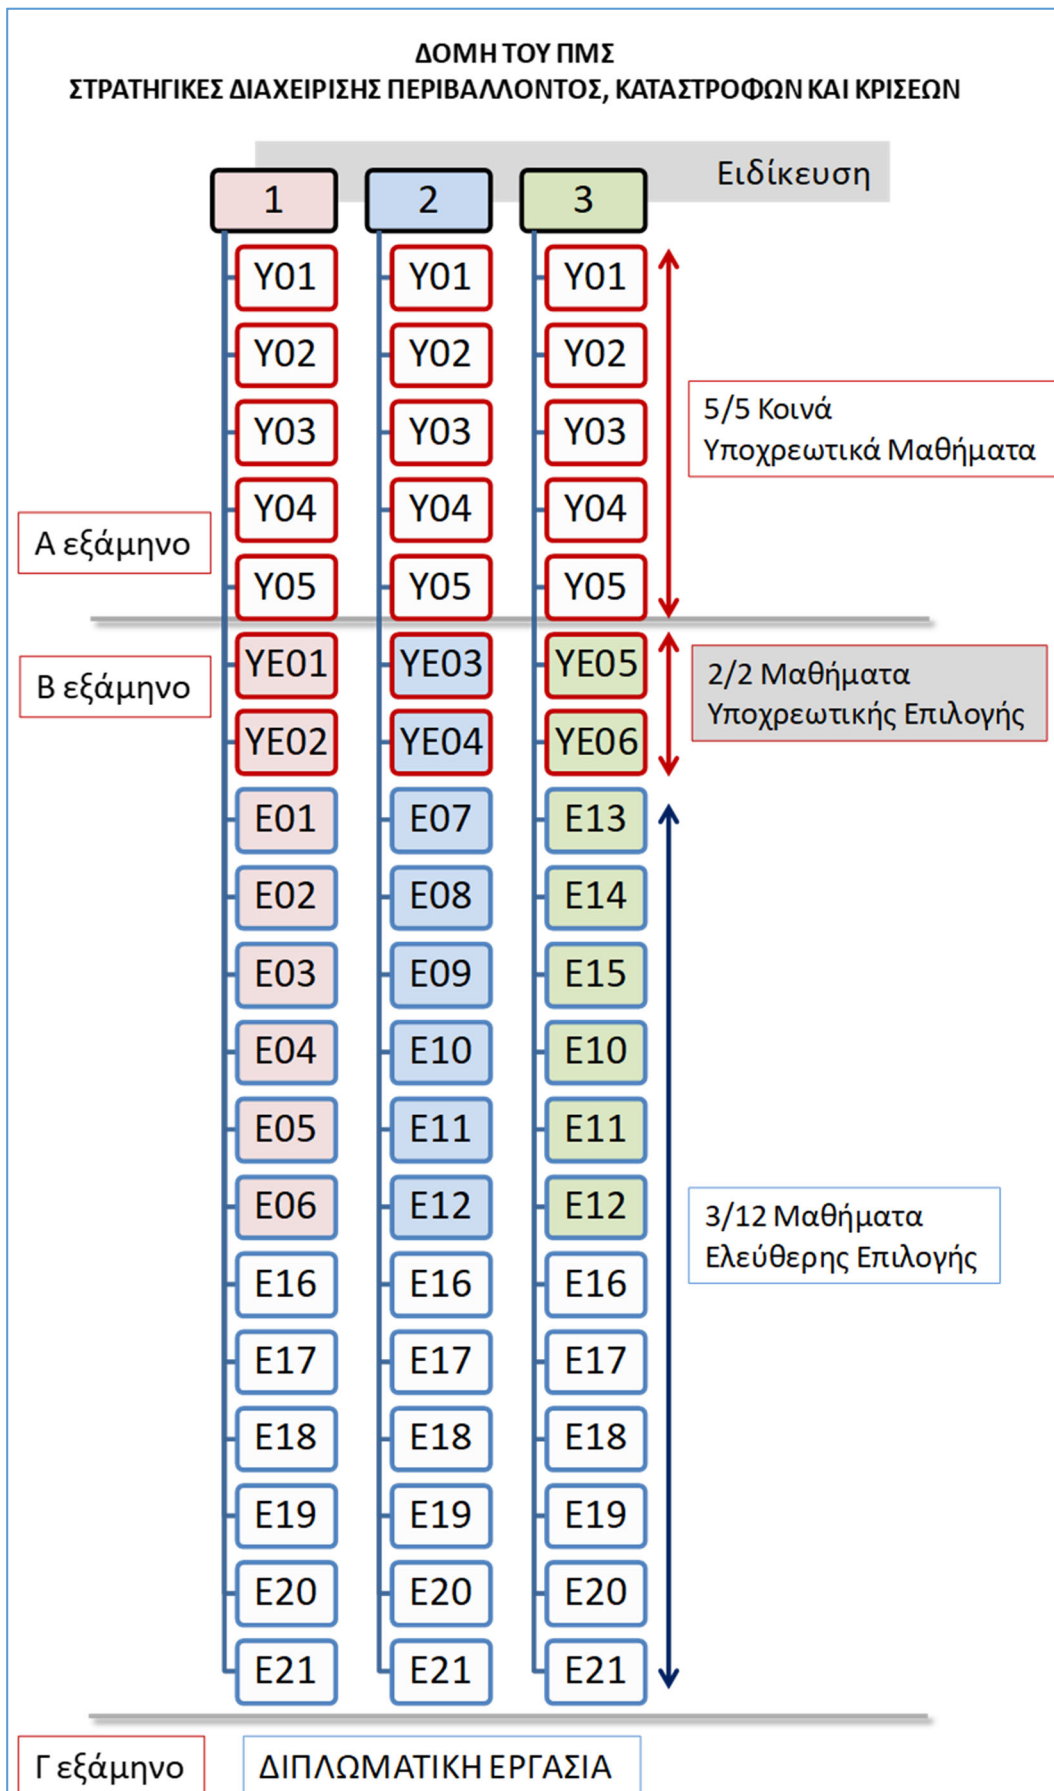 ΔΟΜΗ ΤΟΥ ΠΜΣ
ΣΤΡΑΤΗΓΙΚΕΣ ΔΙΑΧΕΙΡΙΣΗΣ ΠΕΡΙΒΑΛΛΟΝΤΟΣ, ΚΑΤΑΣΤΡΟΦΩΝ ΚΑΙ ΚΡΙΣΕΩΝ
Ειδίκευση
1 2 3
Υ01 Υ01 Υ01
Υ02 Υ02 Υ02
5/5 Κοινά
Υποχρεωτικά Μαθήματα
Υ03 Υ03 Υ03
Υ04 Υ04 Υ04
Α εξάμηνο
Υ05 Υ05 Υ05
Β εξάμηνο
ΥΕ01 ΥΕ03 ΥΕ05
2/2 Μαθήματα
Υποχρεωτικής Επιλογής
ΥΕ02 ΥΕ04 ΥΕ06
Ε01 Ε07 Ε13
Ε02 Ε08 Ε14
Ε03 Ε09 Ε15
Ε04 Ε10 Ε10
Ε05 Ε11 Ε11
Ε06 Ε12 Ε12
3/12 Μαθήματα
Ελεύθερης Επιλογής
Ε16 Ε16 Ε16
Ε17 Ε17 Ε17
Ε18 Ε18 Ε18
Ε19 Ε19 Ε19
Ε20 Ε20 Ε20
Ε21 Ε21 Ε21
Γ εξάμηνο
ΔΙΠΛΩΜΑΤΙΚΗ ΕΡΓΑΣΙΑ